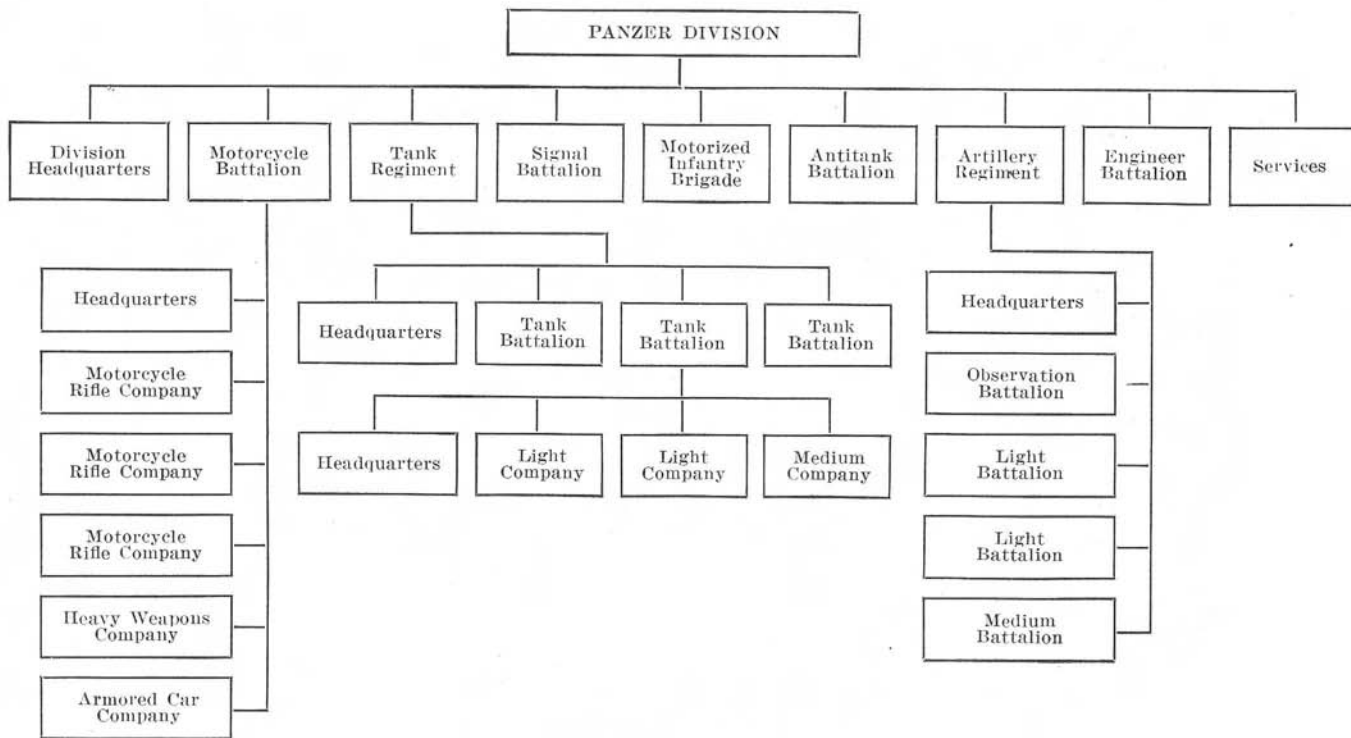 PANZER DIVISION
Division
Headquarters
Motorcycle
Battalion
Tank
Regiment
Signal
Battalion
Motorized
Infantry
Brigade
Antitank
Battalion
Artillery
Regiment
Engineer
Battalion
Services
Headquarters
Motorcycle
Rifle Company
Motorcycle
Rifle Company
Motorcycle
Rifle Company
Heavy Weapons
Company
Armored Car
Company
Headquarters
Tank
Battalion
Tank
Battalion
Tank
Battalion
Headquarters
Light
Company
Light
Company
Medium
Company
Headquarters
Observation
Battalion
Light
Battalion
Light
Battalion
Medium
Battalion